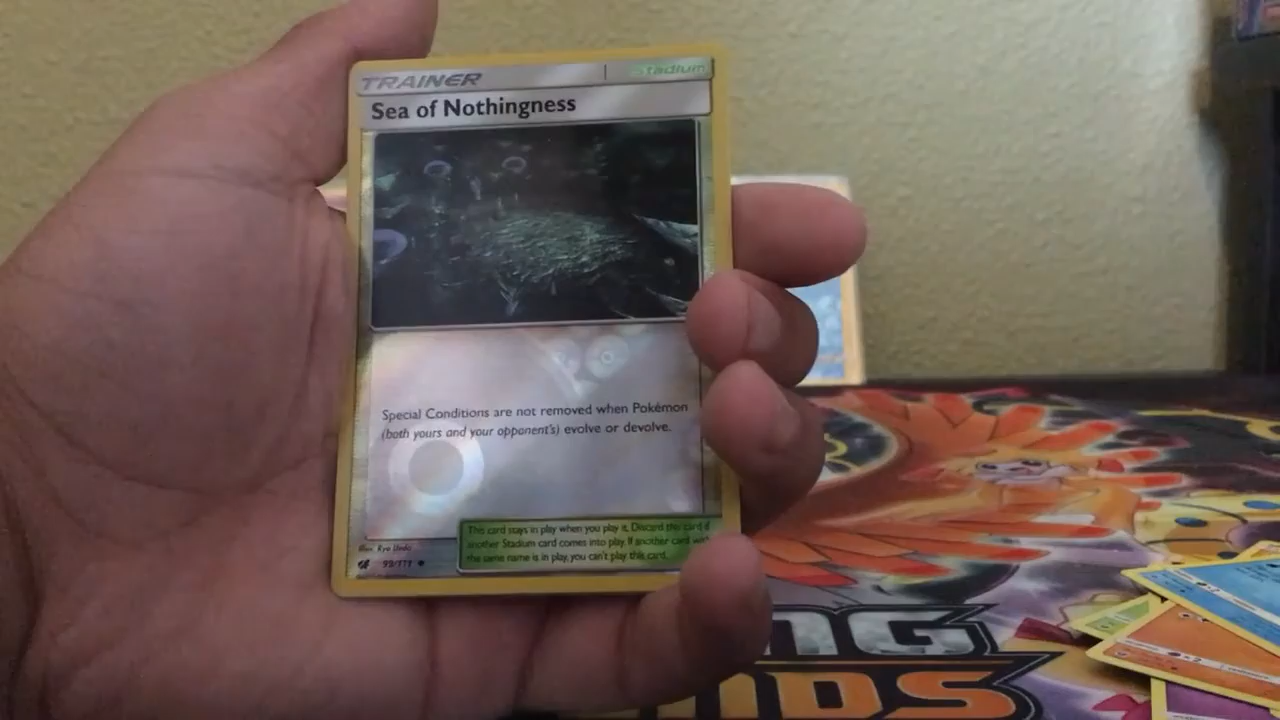 TRAINER
Stadium
Sea of Nothingness
Special Conditions are not removed when Pokémon
(both yours and your opponent's) evolve or devolve.
This card stays in play when you play it. Discard this card if
another Stadium card comes into play. If another card with
the same name is in play, you can't play this card.
Illus. Ryo Ueda
99/111
NG
NDS